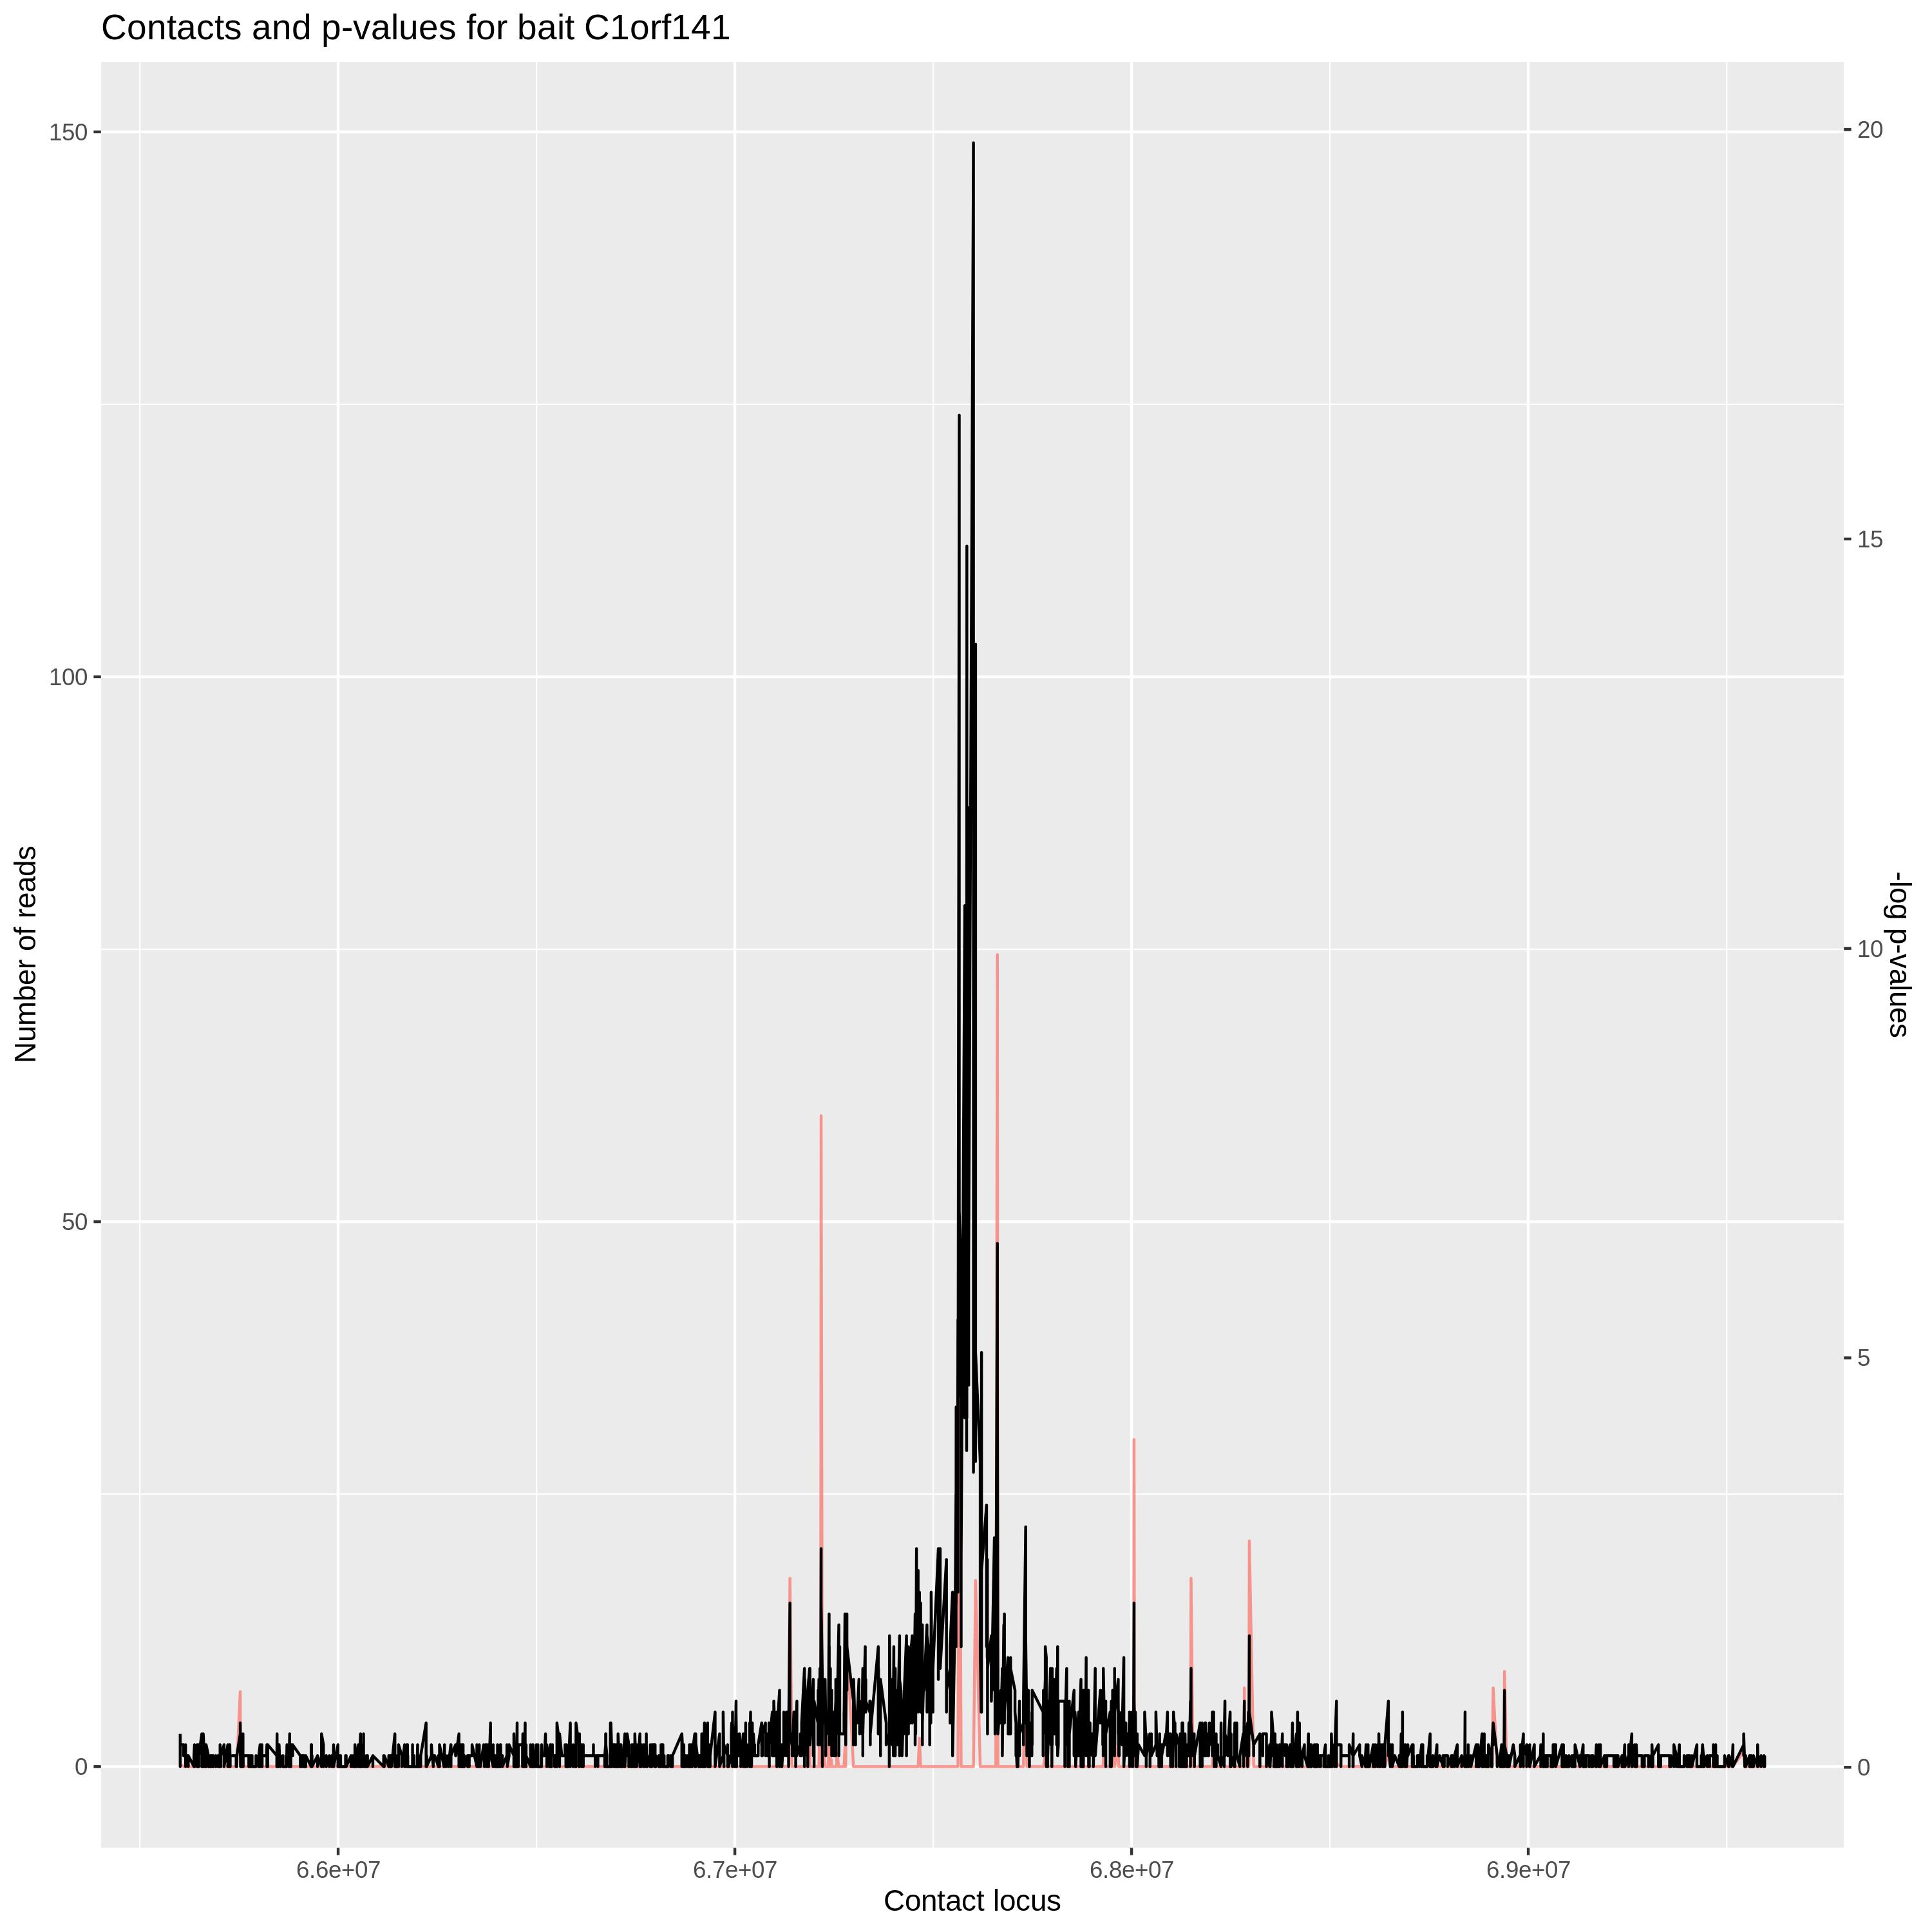 Contacts and p-values for bait C1orf141
150
100
50
0
Number of reads
20
15
10
5
0
-log p-values
6.6e+07
6.7e+07
6.8e+07
6.9e+07
Contact locus